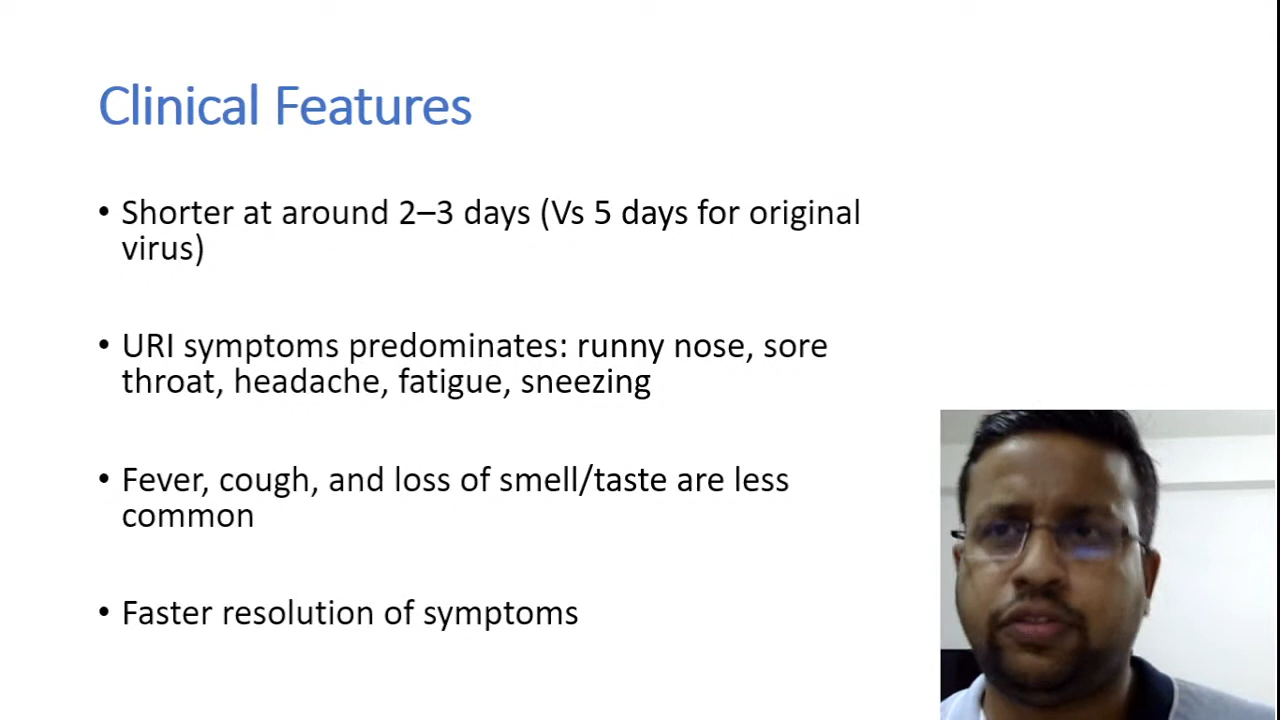 Clinical Features
• Shorter at around 2–3 days (Vs 5 days for original
virus)
• URI symptoms predominates: runny nose, sore
throat, headache, fatigue, sneezing
• Fever, cough, and loss of smell/taste are less
common
• Faster resolution of symptoms